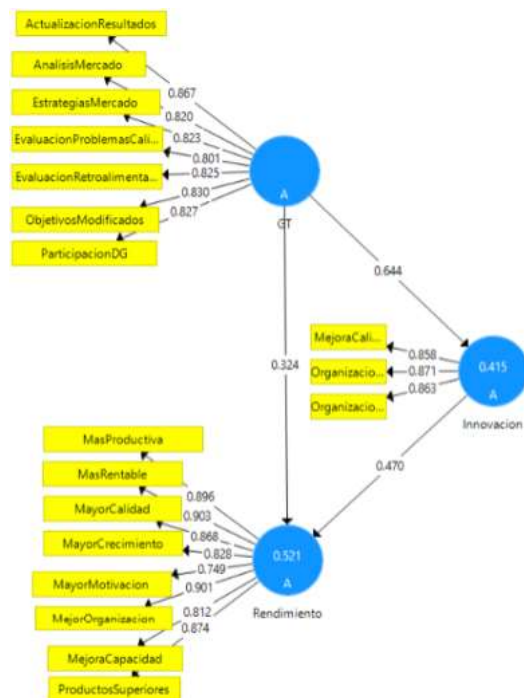 ActualizacionResultados
AnalisisMercado
EstrategiasMercado
EvaluacionProblemasCali...
EvaluacionRetroalimenta...
ObjetivosModificados
ParticipacionDG
0.867
0.820
0.823
0.801
0.825
0.830
0.827
A
GT
0.644
0.324
MejoraCali...
Organizacio...
Organizacio...
0.858
0.871
0.863
0.415
A
Innovacion
0.470
MasProductiva
MasRentable
MayorCalidad
MayorCrecimiento
MayorMotivacion
MejorOrganizacion
MejoraCapacidad
ProductosSuperiores
0.896
0.903
0.868
0.828
0.749
0.901
0.812
0.874
0.521
A
Rendimiento